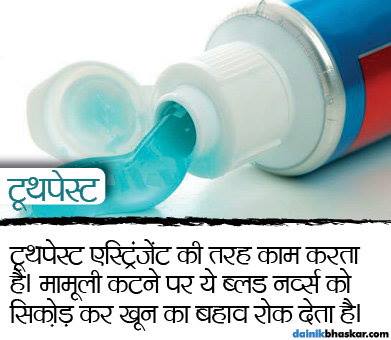 टूथपेस्ट
टूथपेस्ट एस्ट्रिंजेंट की तरह काम करता
है। मामूली कटने पर ये ब्लड नर्व्स को
सिकोड़ कर खून का बहाव रोक देता है।
dainikbhaskar.com